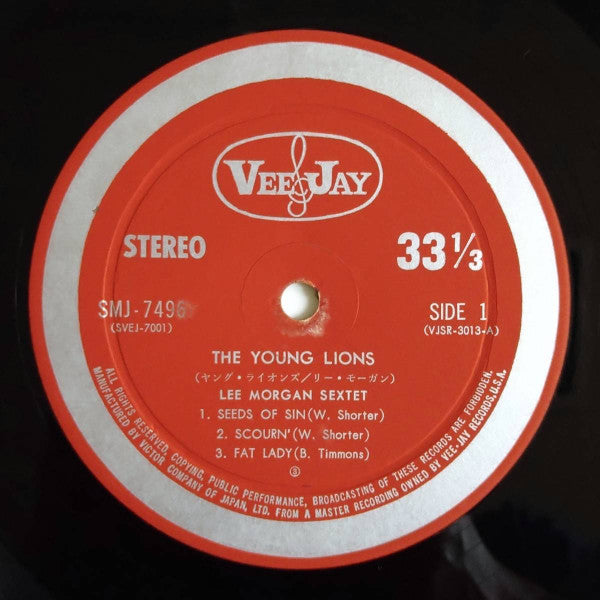 VEE JAY
STEREO
33 1/3
SMJ-7496
(SVEJ-7001)
SIDE 1
(VJSR-3013-A)
THE YOUNG LIONS
(ヤング・ライオンズ/リー・モーガン)
LEE MORGAN SEXTET
1. SEEDS OF SIN (W. Shorter)
2. SCOURN' (W. Shorter)
3. FAT LADY (B. Timmons)
③
ALL RIGHTS RESERVED, COPYING, PUBLIC PERFORMANCE, BROADCASTING OF THESE RECORDS ARE FORBIDDEN.
MANUFACTURED BY VICTOR COMPANY OF JAPAN, LTD. FROM A MASTER RECORDING OWNED BY VEE-JAY RECORDS, U.S.A.